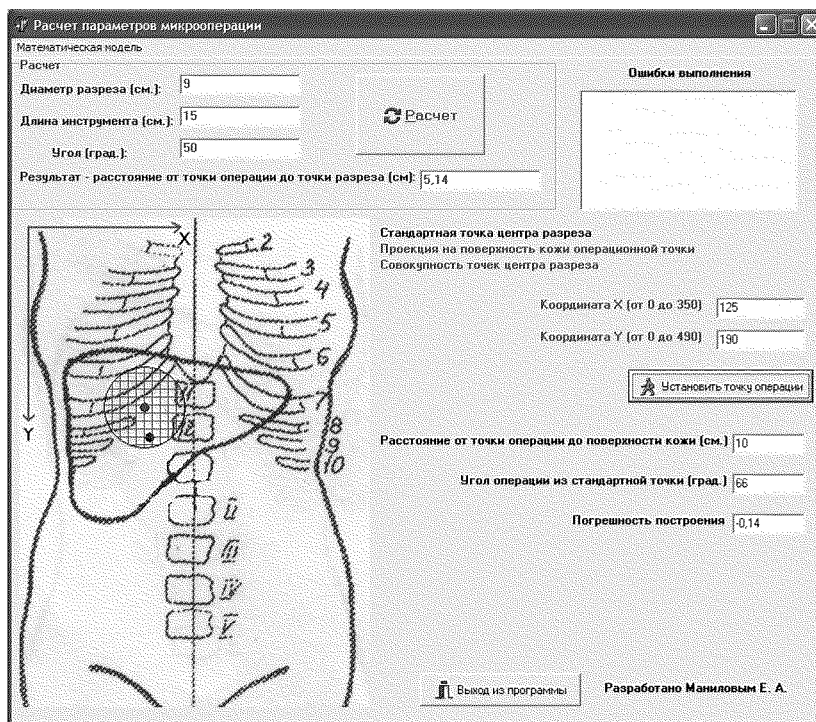 Расчет параметров микрооперации
Математическая модель
Расчет
Диаметр разреза (см.): 9
Длина инструмента (см.): 15
Угол (град.): 50
Расчет
Результат - расстояние от точки операции до точки разреза (см): 5,14
Ошибки выполнения
Стандартная точка центра разреза
Проекция на поверхность кожи операционной точки
Совокупность точек центра разреза
Координата X (от 0 до 350) 125
Координата Y (от 0 до 490) 190
Установить точку операции
Расстояние от точки операции до поверхности кожи (см.) 10
Угол операции из стандартной точки (град.) 66
Погрешность построения -0,14
X
Y
2
3
4
5
6
7
8
9
10
I
II
III
IV
V
Выход из программы
Разработано Маниловым Е. А.